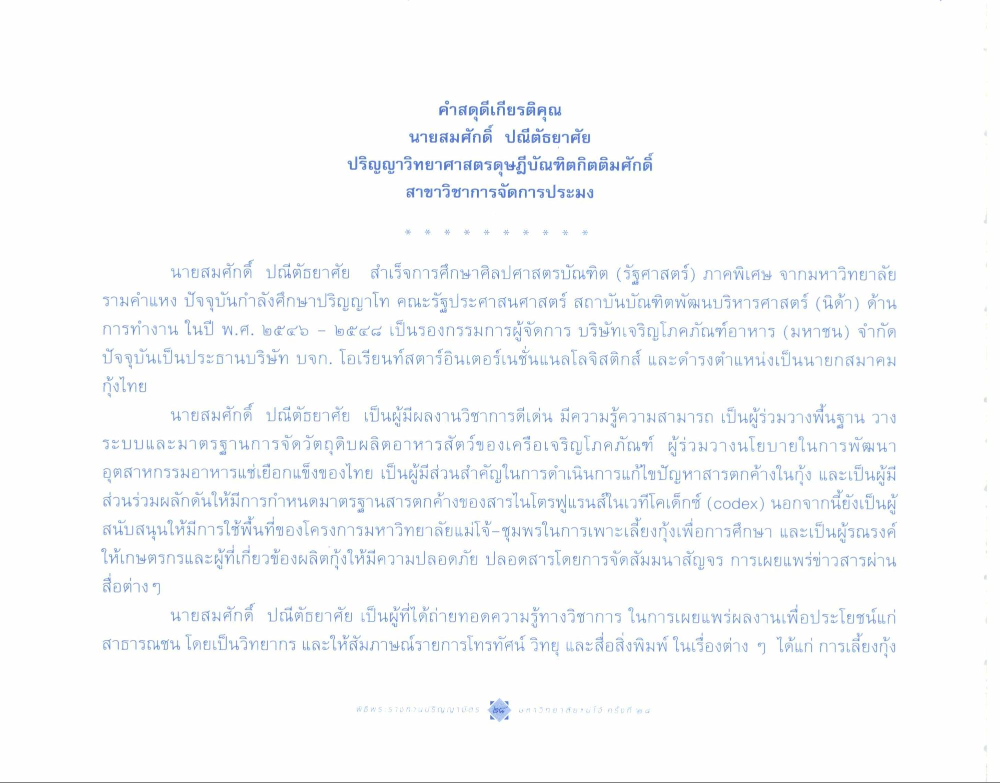 คำสดุดีเกียรติคุณ
นายสมศักดิ์ ปณีตัธยาศัย
ปริญญาวิทยาศาสตรดุษฎีบัณฑิตกิตติมศักดิ์
สาขาวิชาการจัดการประมง
* * * * * * * * * *
นายสมศักดิ์ ปณีตัธยาศัย สำเร็จการศึกษาศิลปศาสตรบัณฑิต (รัฐศาสตร์) ภาคพิเศษ จากมหาวิทยาลัย
รามคำแหง ปัจจุบันกำลังศึกษาปริญญาโท คณะรัฐประศาสนศาสตร์ สถาบันบัณฑิตพัฒนบริหารศาสตร์ (นิด้า) ด้าน
การทำงาน ในปี พ.ศ. ๒๕๔๖ – ๒๕๔๘ เป็นรองกรรมการผู้จัดการ บริษัทเจริญโภคภัณฑ์อาหาร (มหาชน) จำกัด
ปัจจุบันเป็นประธานบริษัท บจก. โอเรียนท์สตาร์อินเตอร์เนชั่นแนลโลจิสติกส์ และดำรงตำแหน่งเป็นนายกสมาคม
กุ้งไทย
นายสมศักดิ์ ปณีตัธยาศัย เป็นผู้มีผลงานวิชาการดีเด่น มีความรู้ความสามารถ เป็นผู้ร่วมวางพื้นฐาน วาง
ระบบและมาตรฐานการจัดวัตถุดิบผลิตอาหารสัตว์ของเครือเจริญโภคภัณฑ์ ผู้ร่วมวางนโยบายในการพัฒนา
อุตสาหกรรมอาหารแช่เยือกแข็งของไทย เป็นผู้มีส่วนสำคัญในการดำเนินการแก้ไขปัญหาสารตกค้างในกุ้ง และเป็นผู้มี
ส่วนร่วมผลักดันให้มีการกำหนดมาตรฐานสารตกค้างของสารไนโตรฟูแรนส์ในเวทีโคเด็กซ์ (codex) นอกจากนี้ยังเป็นผู้
สนับสนุนให้มีการใช้พื้นที่ของโครงการมหาวิทยาลัยแม่โจ้–ชุมพรในการเพาะเลี้ยงกุ้งเพื่อการศึกษา และเป็นผู้รณรงค์
ให้เกษตรกรและผู้ที่เกี่ยวข้องผลิตกุ้งให้มีความปลอดภัย ปลอดสารโดยการจัดสัมมนาสัญจร การเผยแพร่ข่าวสารผ่าน
สื่อต่างๆ
นายสมศักดิ์ ปณีตัธยาศัย เป็นผู้ที่ได้ถ่ายทอดความรู้ทางวิชาการ ในการเผยแพร่ผลงานเพื่อประโยชน์แก่
สาธารณชน โดยเป็นวิทยากร และให้สัมภาษณ์รายการโทรทัศน์ วิทยุ และสื่อสิ่งพิมพ์ ในเรื่องต่าง ๆ ได้แก่ การเลี้ยงกุ้ง
พิธีพระราชทานปริญญาบัตร ๒๘ มหาวิทยาลัยแม่โจ้ ครั้งที่ ๒๘